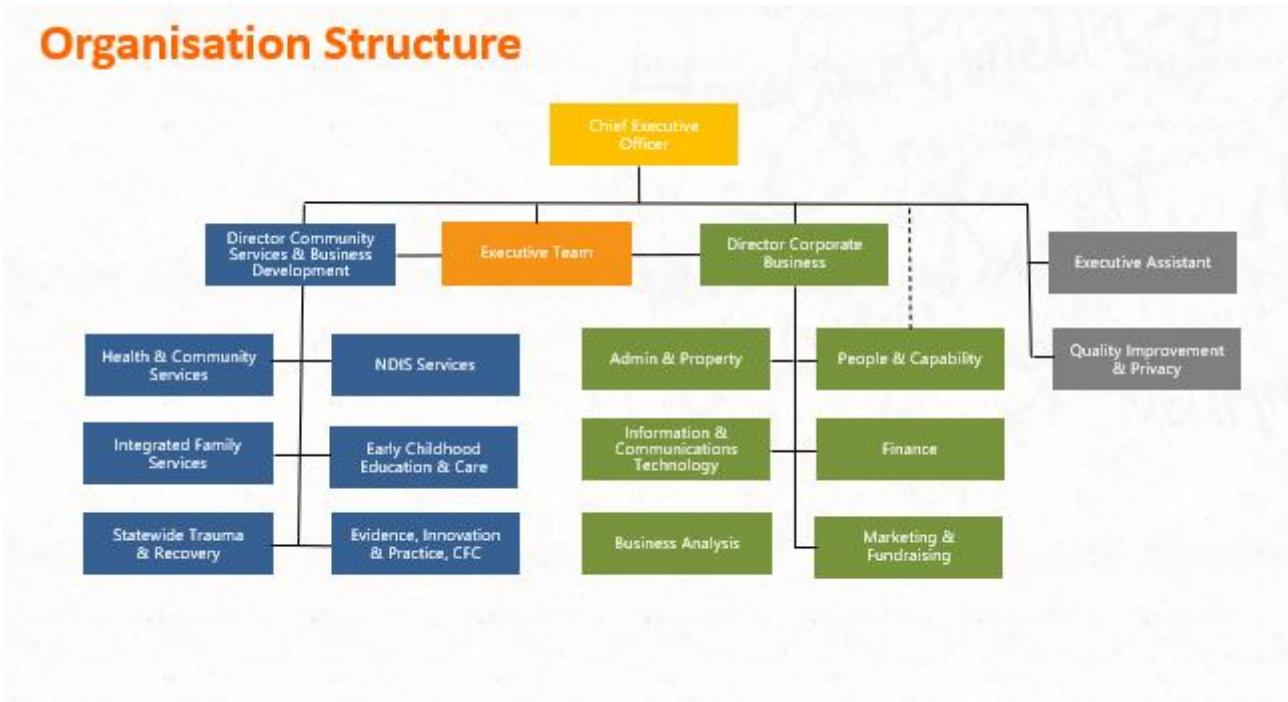 Organisation Structure
Chief Executive
Officer
Director Community
Services & Business
Development
Executive Team
Director Corporate
Business
Executive Assistant
Health & Community
Services
NDIS Services
Admin & Property
People & Capability
Quality Improvement
& Privacy
Integrated Family
Services
Early Childhood
Education & Care
Information &
Communications
Technology
Finance
Statewide Trauma
& Recovery
Evidence, Innovation
& Practice, CFC
Business Analysis
Marketing &
Fundraising